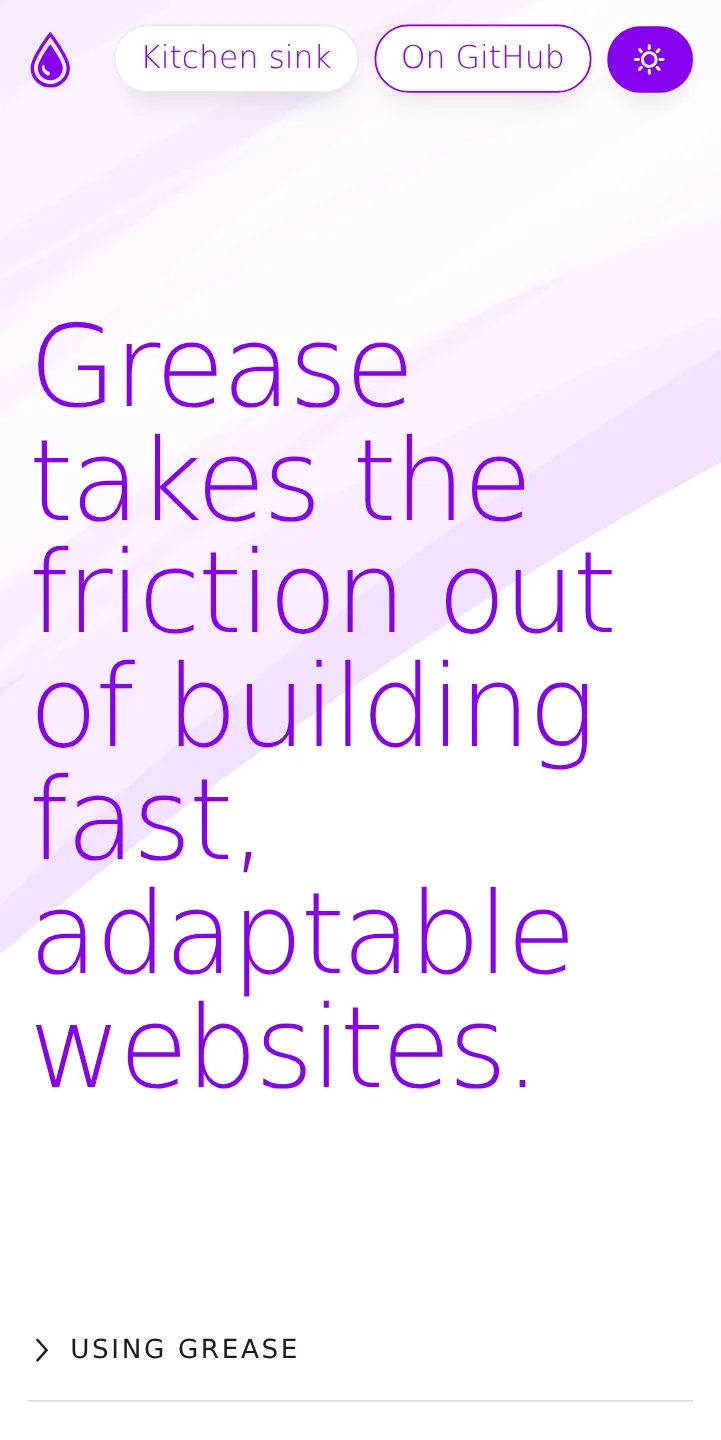 Kitchen sink
On GitHub
Grease
takes the
friction out
of building
fast,
adaptable
websites.
USING GREASE